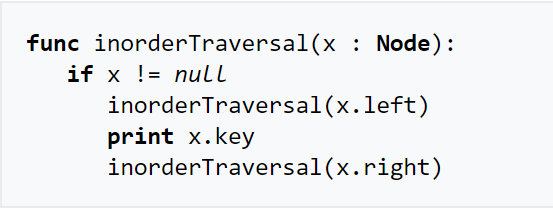 func inorderTraversal(x : Node):
if x != null
inorderTraversal(x.left)
print x.key
inorderTraversal(x.right)